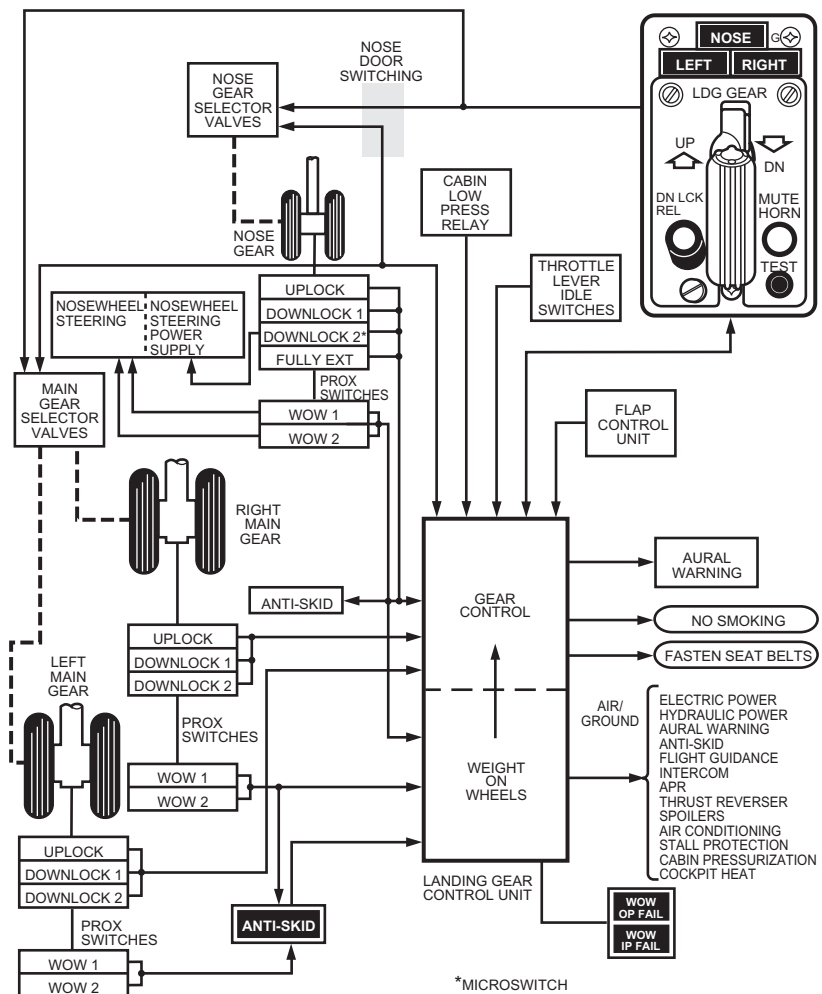 NOSE
G
LEFT RIGHT
LDG GEAR
UP
DN
DN LCK
REL
MUTE
HORN
TEST
NOSE
DOOR
SWITCHING
NOSE
GEAR
SELECTOR
VALVES
NOSE
GEAR
CABIN
LOW
PRESS
RELAY
THROTTLE
LEVER
IDLE
SWITCHES
FLAP
CONTROL
UNIT
UPLOCK
DOWNLOCK 1
DOWNLOCK 2*
FULLY EXT
PROX
SWITCHES
WOW 1
WOW 2
NOSEWHEEL
STEERING
NOSEWHEEL
STEERING
POWER
SUPPLY
MAIN
GEAR
SELECTOR
VALVES
RIGHT
MAIN
GEAR
ANTI-SKID
UPLOCK
DOWNLOCK 1
DOWNLOCK 2
PROX
SWITCHES
WOW 1
WOW 2
LEFT
MAIN
GEAR
UPLOCK
DOWNLOCK 1
DOWNLOCK 2
PROX
SWITCHES
WOW 1
WOW 2
ANTI-SKID
GEAR
CONTROL
WEIGHT
ON
WHEELS
LANDING GEAR
CONTROL UNIT
AURAL
WARNING
NO SMOKING
FASTEN SEAT BELTS
AIR/
GROUND
ELECTRIC POWER
HYDRAULIC POWER
AURAL WARNING
ANTI-SKID
FLIGHT GUIDANCE
INTERCOM
APR
THRUST REVERSER
SPOILERS
AIR CONDITIONING
STALL PROTECTION
CABIN PRESSURIZATION
COCKPIT HEAT
WOW
OP FAIL
WOW
IP FAIL
*MICROSWITCH